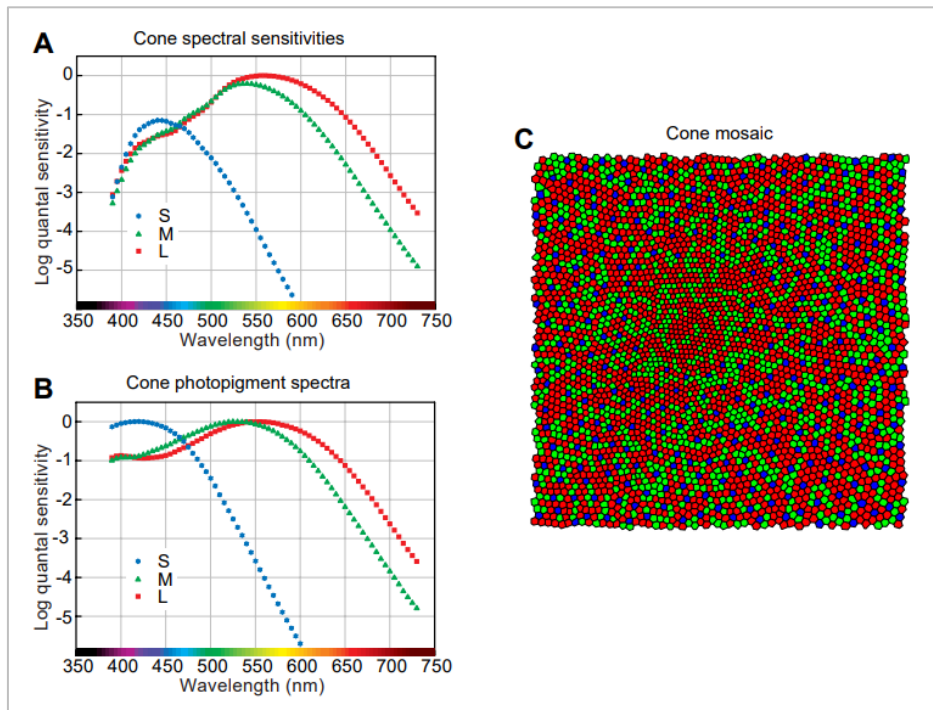 A
Cone spectral sensitivities
Log quantal sensitivity
0
-1
-2
-3
-4
-5
S
M
L
350 400 450 500 550 600 650 700 750
Wavelength (nm)
B
Cone photopigment spectra
Log quantal sensitivity
0
-1
-2
-3
-4
-5
S
M
L
350 400 450 500 550 600 650 700 750
Wavelength (nm)
C
Cone mosaic